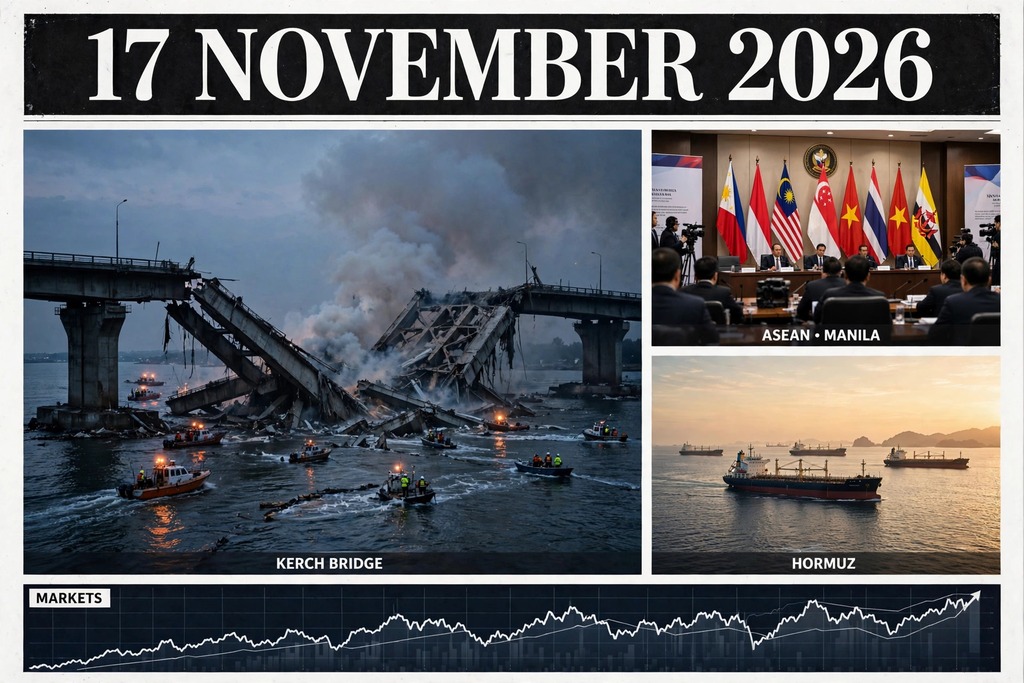 17 NOVEMBER 2026
KERCH BRIDGE
ASEAN • MANILA
HORMUZ
MARKETS